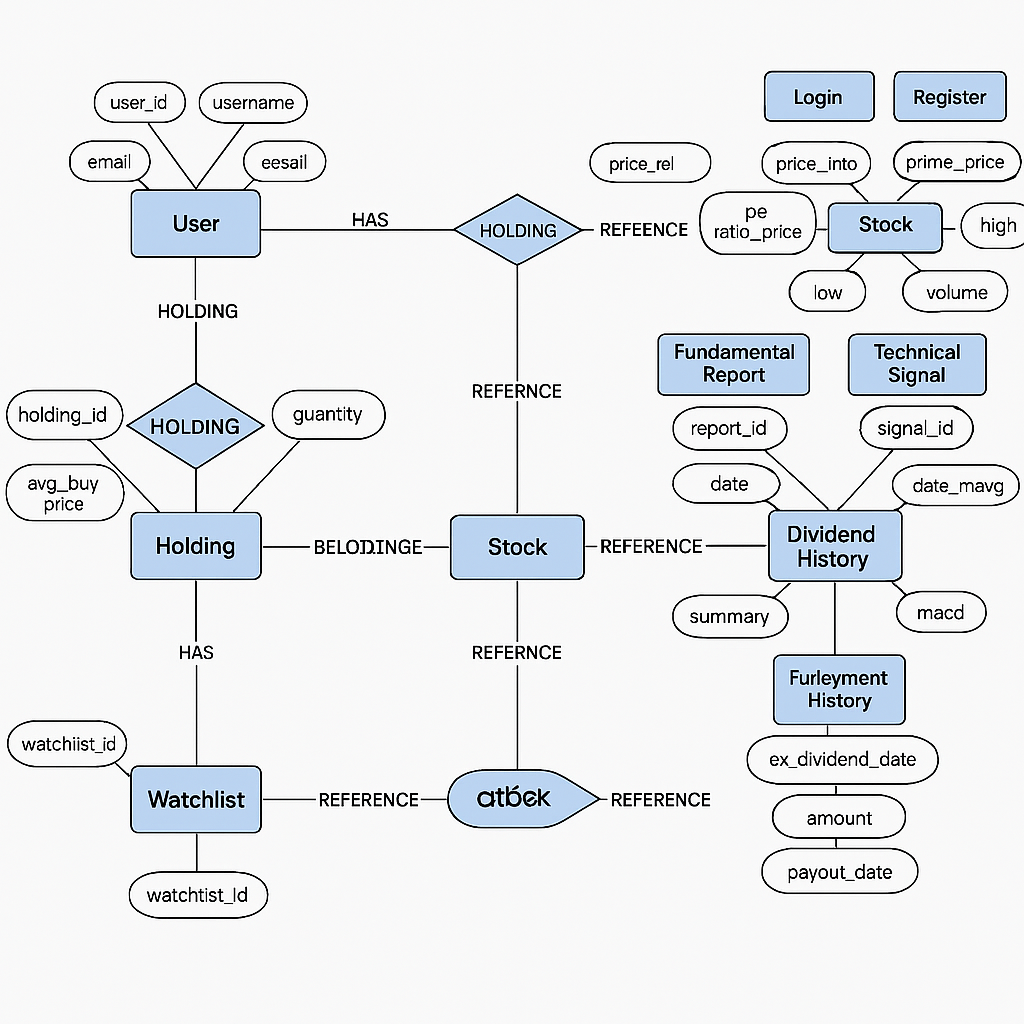 Login
Register
user_id
username
email
eesail
price_rel
price_into
prime_price
User
HAS
HOLDING
REFEENCE
pe
ratio_price
Stock
high
low
volume
HOLDING
Fundamental
Report
Technical
Signal
REFERNCE
holding_id
HOLDING
guantity
report_id
signal_id
avg_buy
price
date
date_mavg
Holding
BELODINGE
Stock
REFERENCE
Dividend
History
summary
macd
HAS
REFERNCE
Furleyment
History
watchiist_id
ex_dividend_date
Watchlist
REFERENCE
REFERENCE
amount
payout_date
watchtist_Id